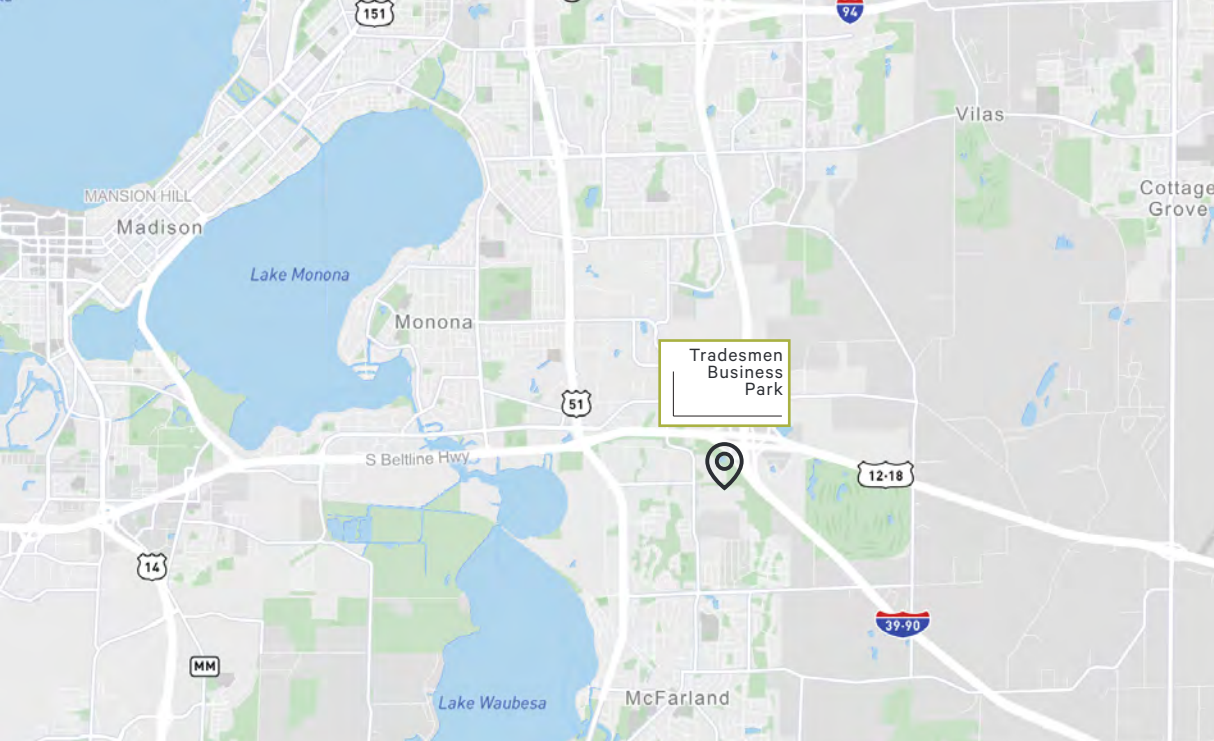 151
94
Vilas
MANSION HILL
Cottage
Grove
Madison
Lake Monona
Monona
Tradesmen
Business
Park
51
S Beltline Hwy
12·18
14
39·90
MM
Lake Waubesa
McFarland